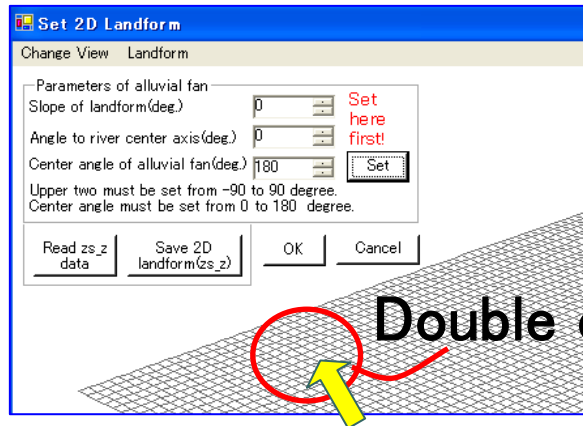 Set 2D Landform
Change View Landform
Parameters of alluvial fan
Slope of landform(deg.) 0
Set
here
first!
Angle to river center axis(deg.) 0
Center angle of alluvial fan(deg.) 180 Set
Upper two must be set from -90 to 90 degree.
Center angle must be set from 0 to 180 degree.
Read zs_z
data
Save 2D
landform(zs_z)
OK
Cancel
Double